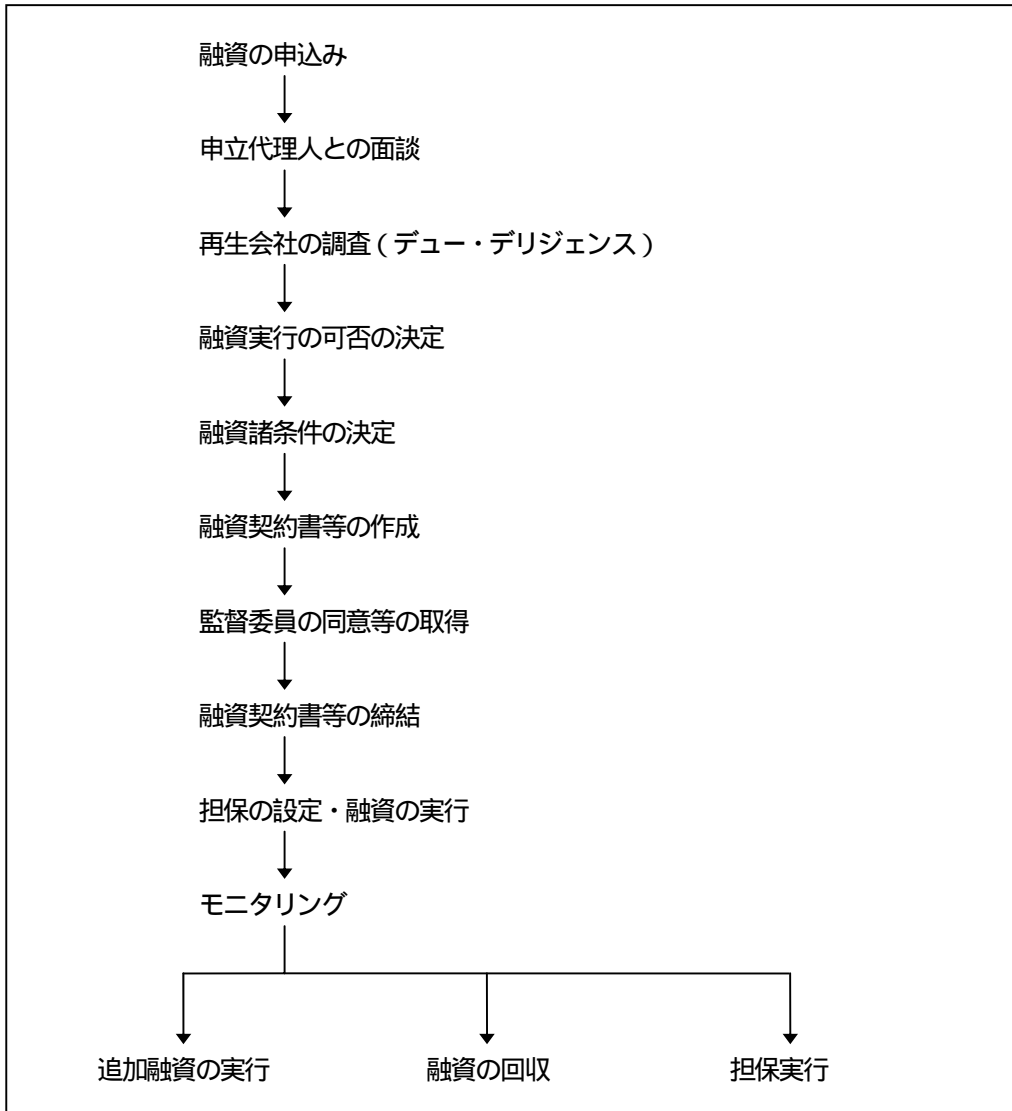 融資の申込み
申立代理人との面談
再生会社の調査(デュー・デリジェンス)
融資実行の可否の決定
融資諸条件の決定
融資契約書等の作成
監督委員の同意等の取得
融資契約書等の締結
担保の設定・融資の実行
モニタリング
追加融資の実行 融資の回収 担保実行